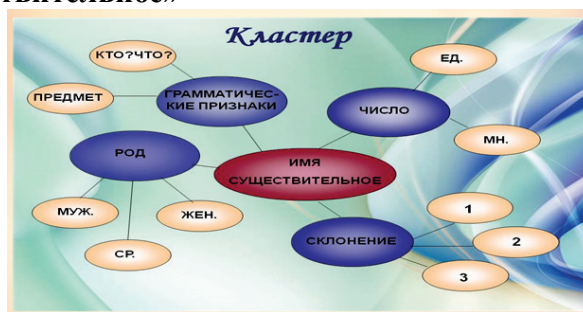 Кластер
КТО?ЧТО?
ЕД.
ПРЕДМЕТ
ГРАММАТИЧЕС-
КИЕ ПРИЗНАКИ
ЧИСЛО
МН.
РОД
ИМЯ
СУЩЕСТВИТЕЛЬНОЕ
МУЖ.
ЖЕН.
СР.
СКЛОНЕНИЕ
1
2
3